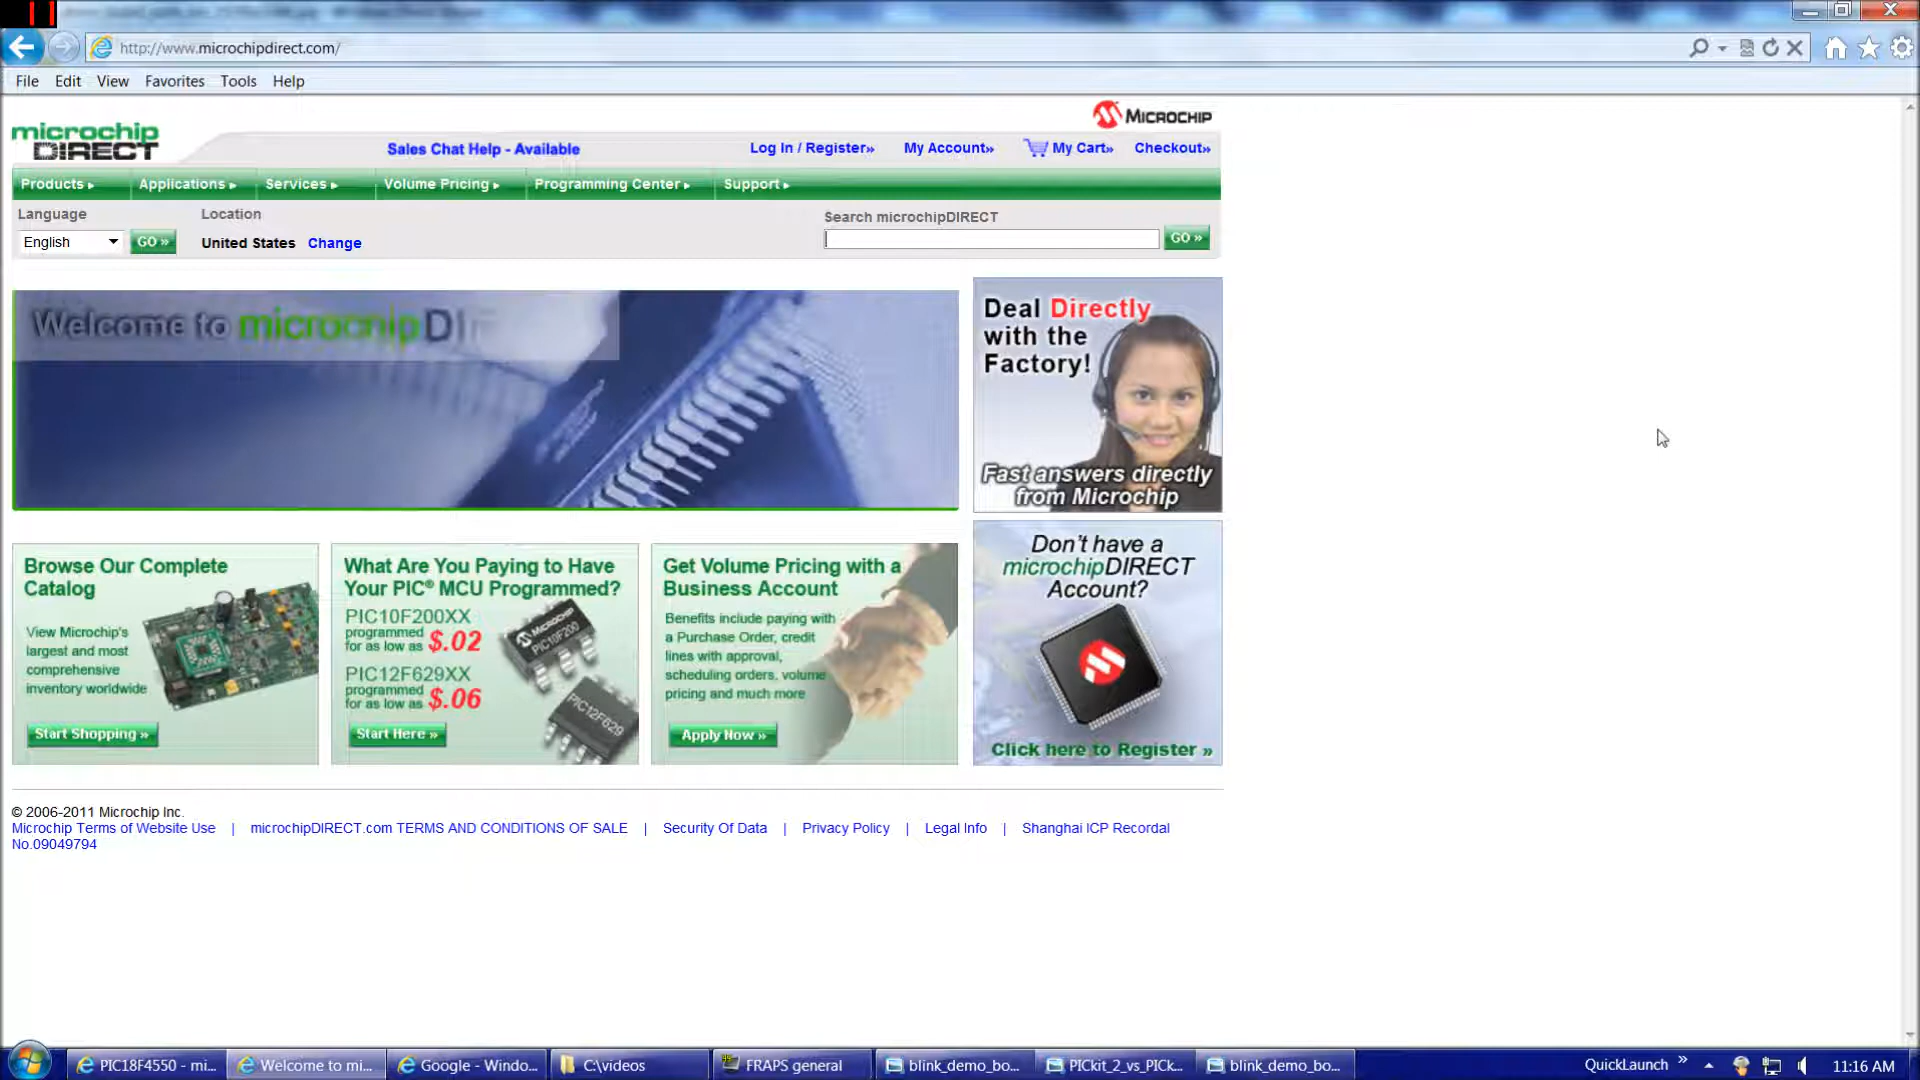 11
http://www.microchipdirect.com/
File Edit View Favorites Tools Help
MICROCHIP
microchip
DIRECT
Sales Chat Help - Available
Log In / Register» My Account» My Cart» Checkout»
Products Applications Services Volume Pricing Programming Center Support
Language
Location
Search microchipDIRECT
English GO »
United States Change
GO »
Welcome to microchip DI
Deal Directly
with the
Factory!
Fast answers directly
from Microchip
Browse Our Complete
Catalog
View Microchip's
largest and most
comprehensive
inventory worldwide
Start Shopping »
What Are You Paying to Have
Your PIC® MCU Programmed?
PIC10F200XX
programmed
for as low as $.02
PIC12F629XX
programmed
for as low as $.06
Start Here »
MICROCHIP
PIC10F200
PIC12F629
Get Volume Pricing with a
Business Account
Benefits include paying with
a Purchase Order, credit
lines with approval,
scheduling orders, volume
pricing and much more
Apply Now »
Don't have a
microchipDIRECT
Account?
Click here to Register »
© 2006-2011 Microchip Inc.
Microchip Terms of Website Use | microchipDIRECT.com TERMS AND CONDITIONS OF SALE | Security Of Data | Privacy Policy | Legal Info | Shanghai ICP Recordal
No.09049794
PIC18F4550 - mi... Welcome to mi... Google - Windo... C:\videos FRAPS general blink_demo_bo... PICkit_2_vs_PICk... blink_demo_bo... QuickLaunch » 11:16 AM